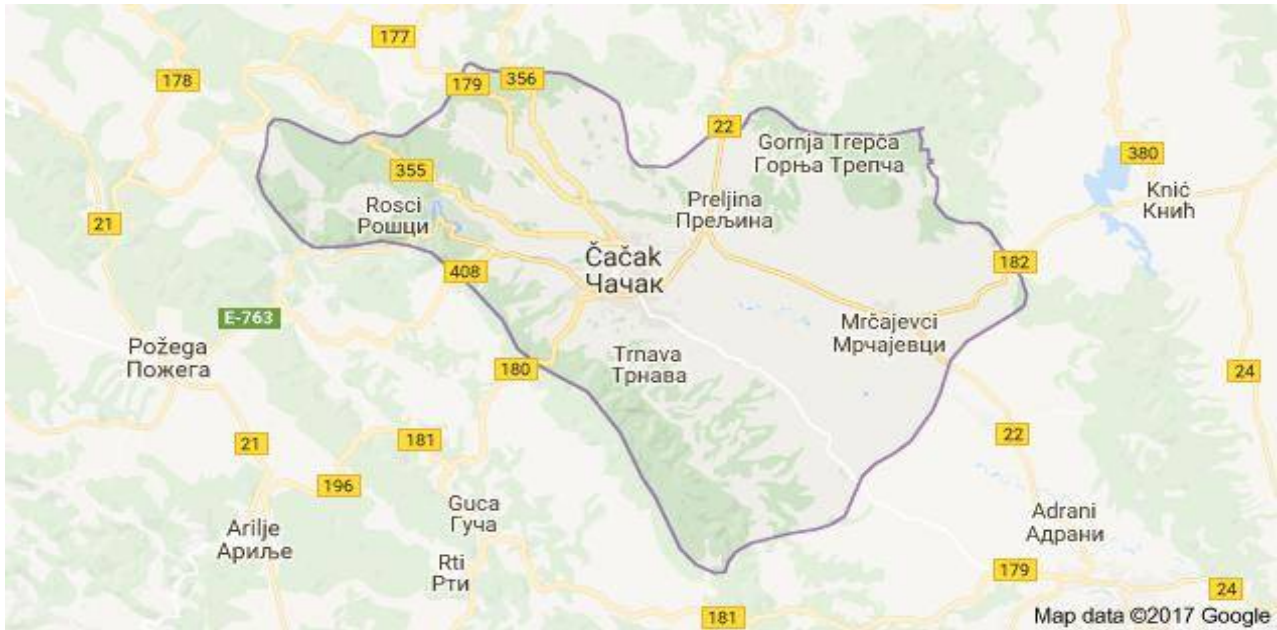 177
178
179
356
22
Gornja Trepča
Горња Трепча
380
355
Knić
Кнић
Rosci
Рошци
Preljina
Прељина
21
Čačak
Чачак
408
182
E-763
Mrčajevci
Мрчајевци
Požega
Пожега
Trnava
Трнава
180
24
21
181
22
196
Guca
Гуча
Adrani
Адрани
Arilje
Ариље
Rti
Рти
179
24
181
Map data ©2017 Google